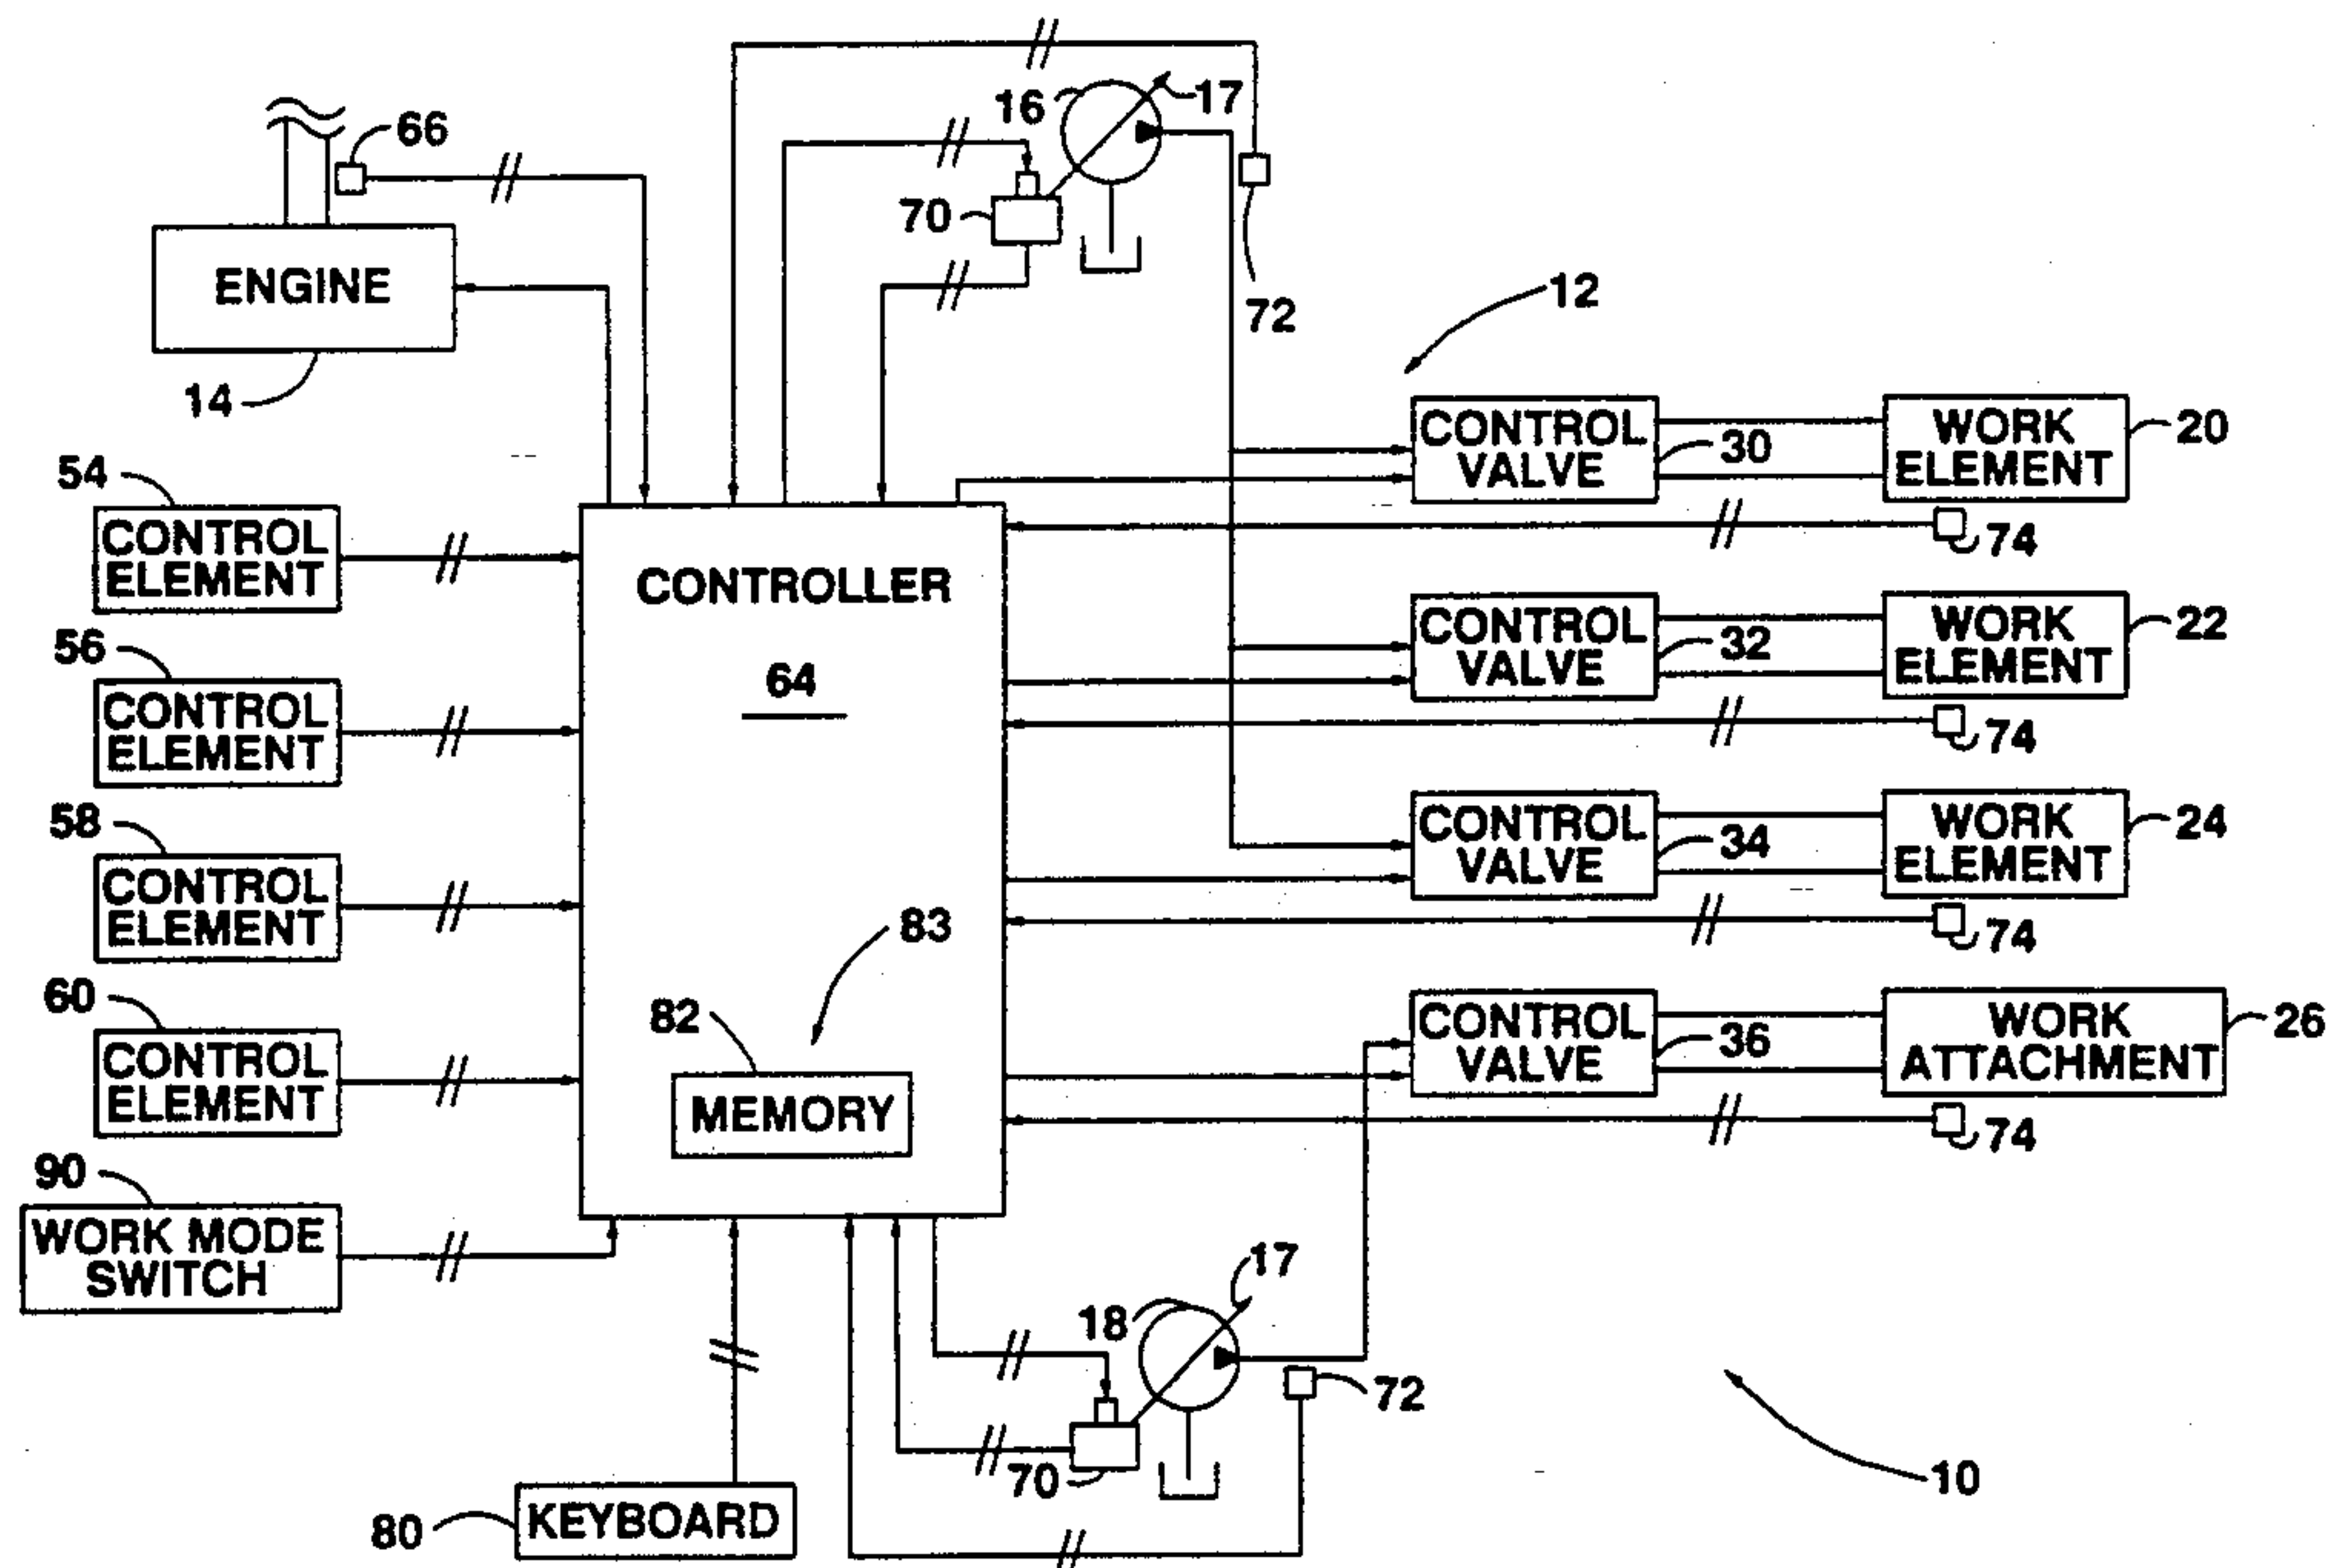 16
17
66
70
72
ENGINE
14
12
CONTROL
VALVE
30
WORK
ELEMENT
20
74
54
CONTROL
ELEMENT
CONTROLLER
64
56
CONTROL
ELEMENT
CONTROL
VALVE
32
WORK
ELEMENT
22
74
58
CONTROL
ELEMENT
CONTROL
VALVE
34
WORK
ELEMENT
24
74
83
82
MEMORY
60
CONTROL
ELEMENT
CONTROL
VALVE
36
WORK
ATTACHMENT
26
74
90
WORK MODE
SWITCH
17
18
72
70
80
KEYBOARD
10